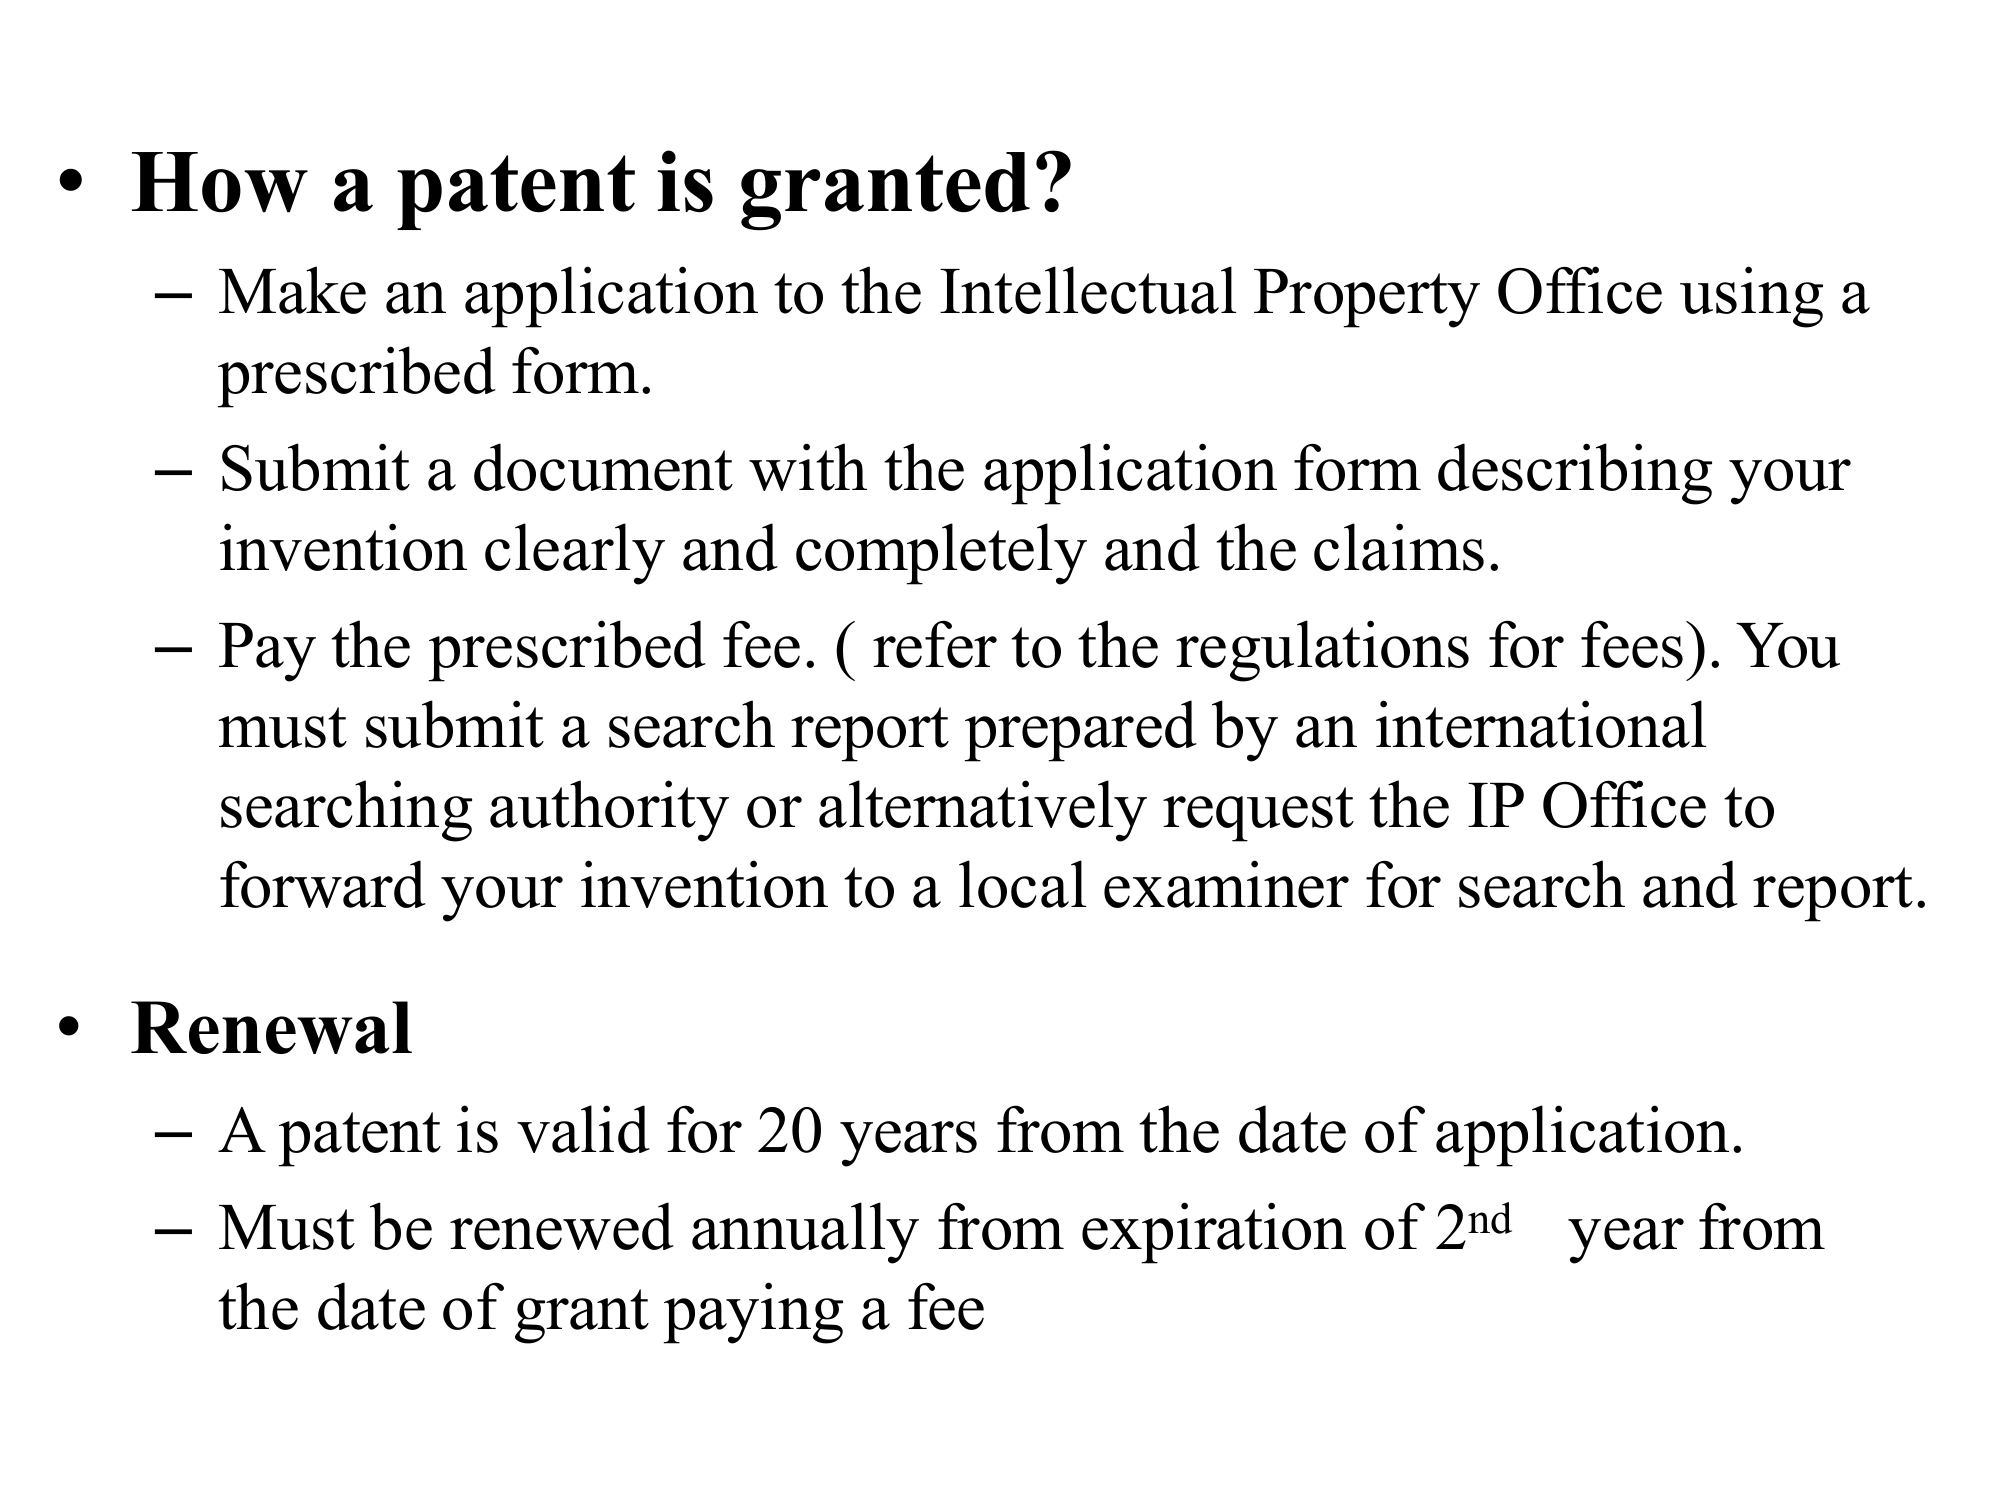 • How a patent is granted?
– Make an application to the Intellectual Property Office using a
prescribed form.
– Submit a document with the application form describing your
invention clearly and completely and the claims.
– Pay the prescribed fee. ( refer to the regulations for fees). You
must submit a search report prepared by an international
searching authority or alternatively request the IP Office to
forward your invention to a local examiner for search and report.
• Renewal
– A patent is valid for 20 years from the date of application.
– Must be renewed annually from expiration of 2nd year from
the date of grant paying a fee